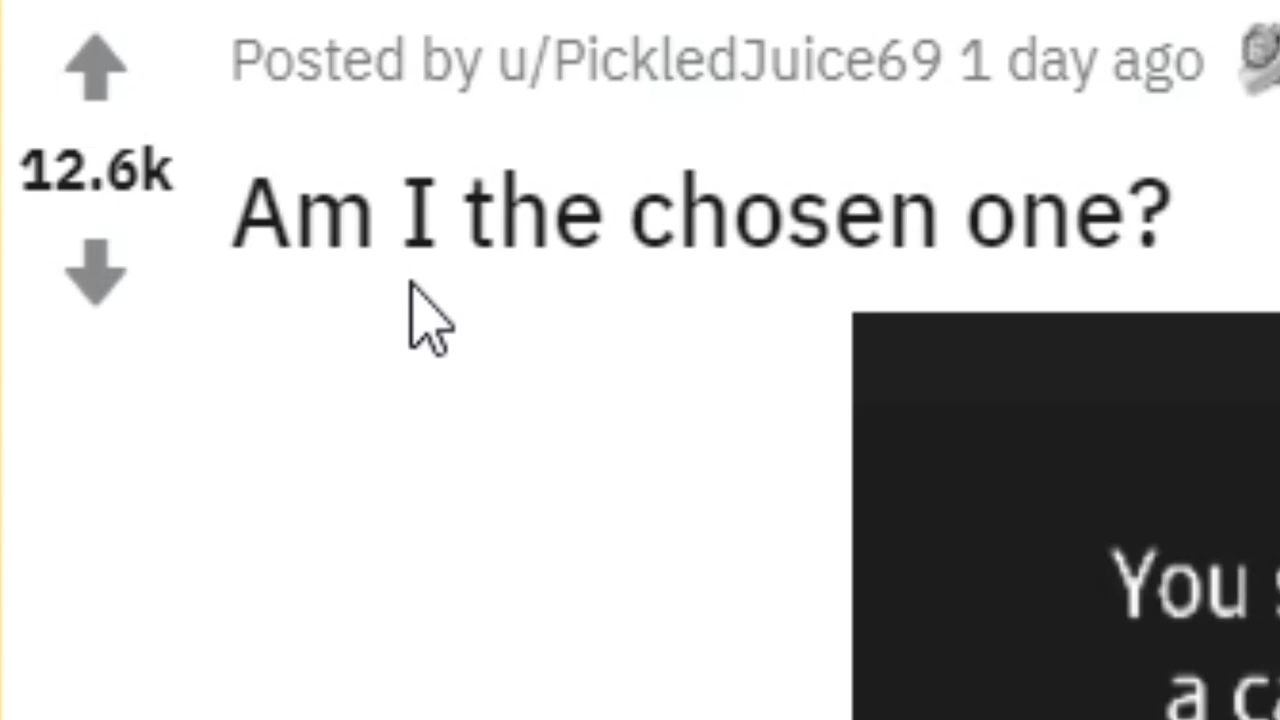 Posted by u/PickledJuice69 1 day ago
12.6k
Am I the chosen one?
You
a